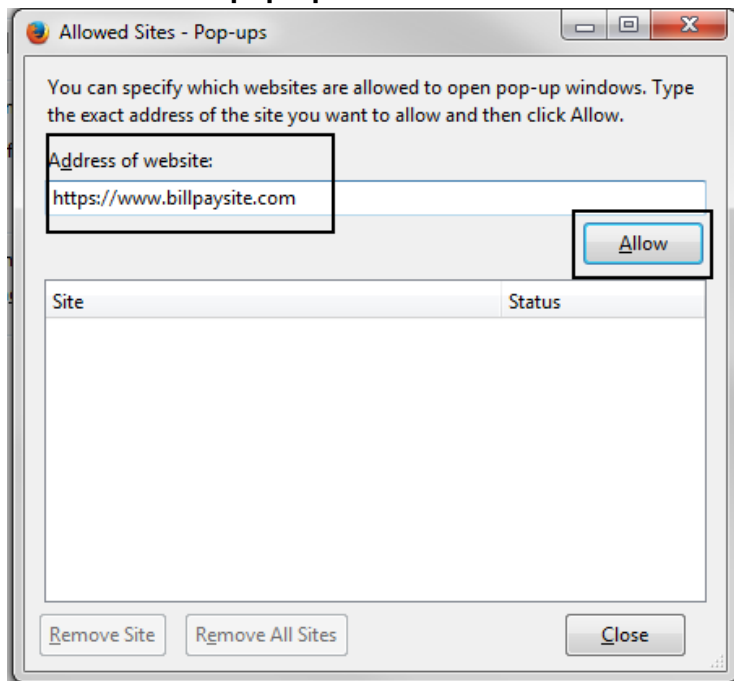 Allowed Sites - Pop-ups
You can specify which websites are allowed to open pop-up windows. Type
the exact address of the site you want to allow and then click Allow.
Address of website:
https://www.billpaysite.com
Allow
Site Status
Remove Site Remove All Sites Close